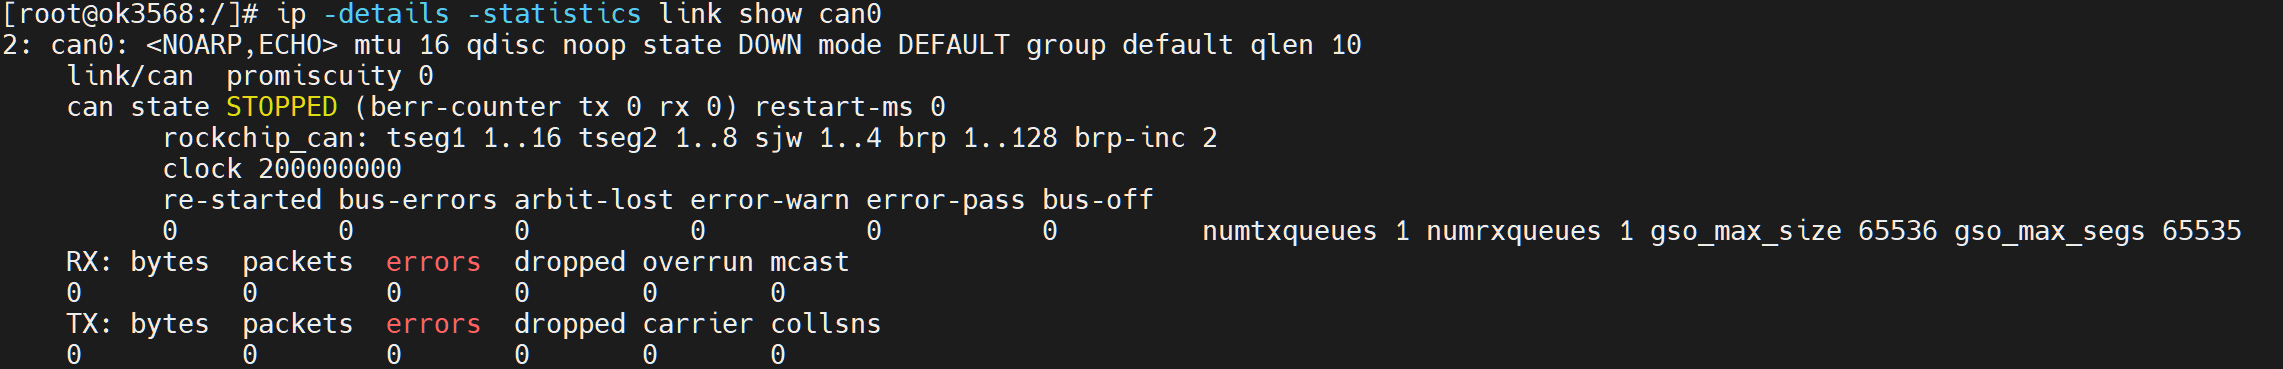 [root@ok3568:/]# ip -details -statistics link show can0
2: can0: <NOARP,ECHO> mtu 16 qdisc noop state DOWN mode DEFAULT group default qlen 10
    link/can  promiscuity 0
    can state STOPPED (berr-counter tx 0 rx 0) restart-ms 0
          rockchip_can: tseg1 1..16 tseg2 1..8 sjw 1..4 brp 1..128 brp-inc 2
          clock 200000000
          re-started bus-errors arbit-lost error-warn error-pass bus-off
          0          0          0          0          0          0         numtxqueues 1 numrxqueues 1 gso_max_size 65536 gso_max_segs 65535
    RX: bytes  packets  errors  dropped overrun mcast
    0          0        0       0       0       0
    TX: bytes  packets  errors  dropped carrier collsns
    0          0        0       0       0       0